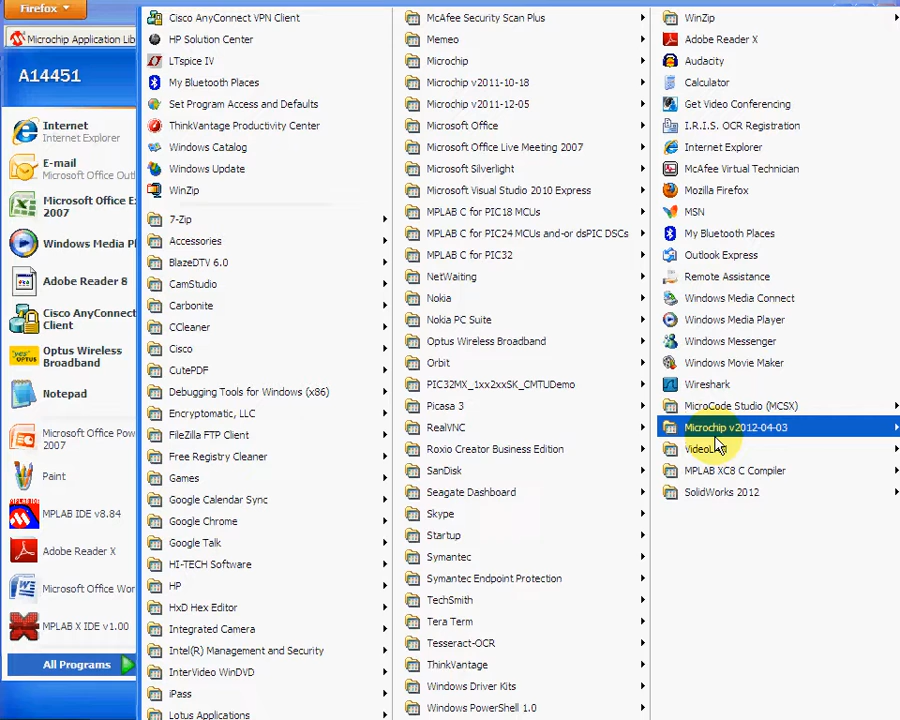 Firefox
Microchip Application Lib
A14451
Internet
Internet Explorer
E-mail
Microsoft Office Outl
Microsoft Office E
2007
Windows Media P
Adobe Reader 8
Cisco AnyConnect
Client
Optus Wireless
Broadband
Notepad
Microsoft Office Pow
2007
Paint
MPLAB IDE v8.84
Adobe Reader X
Microsoft Office Wor
MPLAB X IDE v1.00
All Programs
Cisco AnyConnect VPN Client
HP Solution Center
LTspice IV
My Bluetooth Places
Set Program Access and Defaults
ThinkVantage Productivity Center
Windows Catalog
Windows Update
WinZip
7-Zip
Accessories
BlazeDTV 6.0
CamStudio
Carbonite
CCleaner
Cisco
CutePDF
Debugging Tools for Windows (x86)
Encryptomatic, LLC
FileZilla FTP Client
Free Registry Cleaner
Games
Google Calendar Sync
Google Chrome
Google Talk
HI-TECH Software
HP
HxD Hex Editor
Integrated Camera
Intel(R) Management and Security
InterVideo WinDVD
iPass
Lotus Applications
McAfee Security Scan Plus
Memeo
Microchip
Microchip v2011-10-18
Microchip v2011-12-05
Microsoft Office
Microsoft Office Live Meeting 2007
Microsoft Silverlight
Microsoft Visual Studio 2010 Express
MPLAB C for PIC18 MCUs
MPLAB C for PIC24 MCUs and-or dsPIC DSCs
MPLAB C for PIC32
NetWaiting
Nokia
Nokia PC Suite
Optus Wireless Broadband
Orbit
PIC32MX_1xx2xxSK_CMTUDemo
Picasa 3
RealVNC
Roxio Creator Business Edition
SanDisk
Seagate Dashboard
Skype
Startup
Symantec
Symantec Endpoint Protection
TechSmith
Tera Term
Tesseract-OCR
ThinkVantage
Windows Driver Kits
Windows PowerShell 1.0
WinZip
Adobe Reader X
Audacity
Calculator
Get Video Conferencing
I.R.I.S. OCR Registration
Internet Explorer
McAfee Virtual Technician
Mozilla Firefox
MSN
My Bluetooth Places
Outlook Express
Remote Assistance
Windows Media Connect
Windows Media Player
Windows Messenger
Windows Movie Maker
Wireshark
MicroCode Studio (MCSX)
Microchip v2012-04-03
VideoLAN
MPLAB XC8 C Compiler
SolidWorks 2012